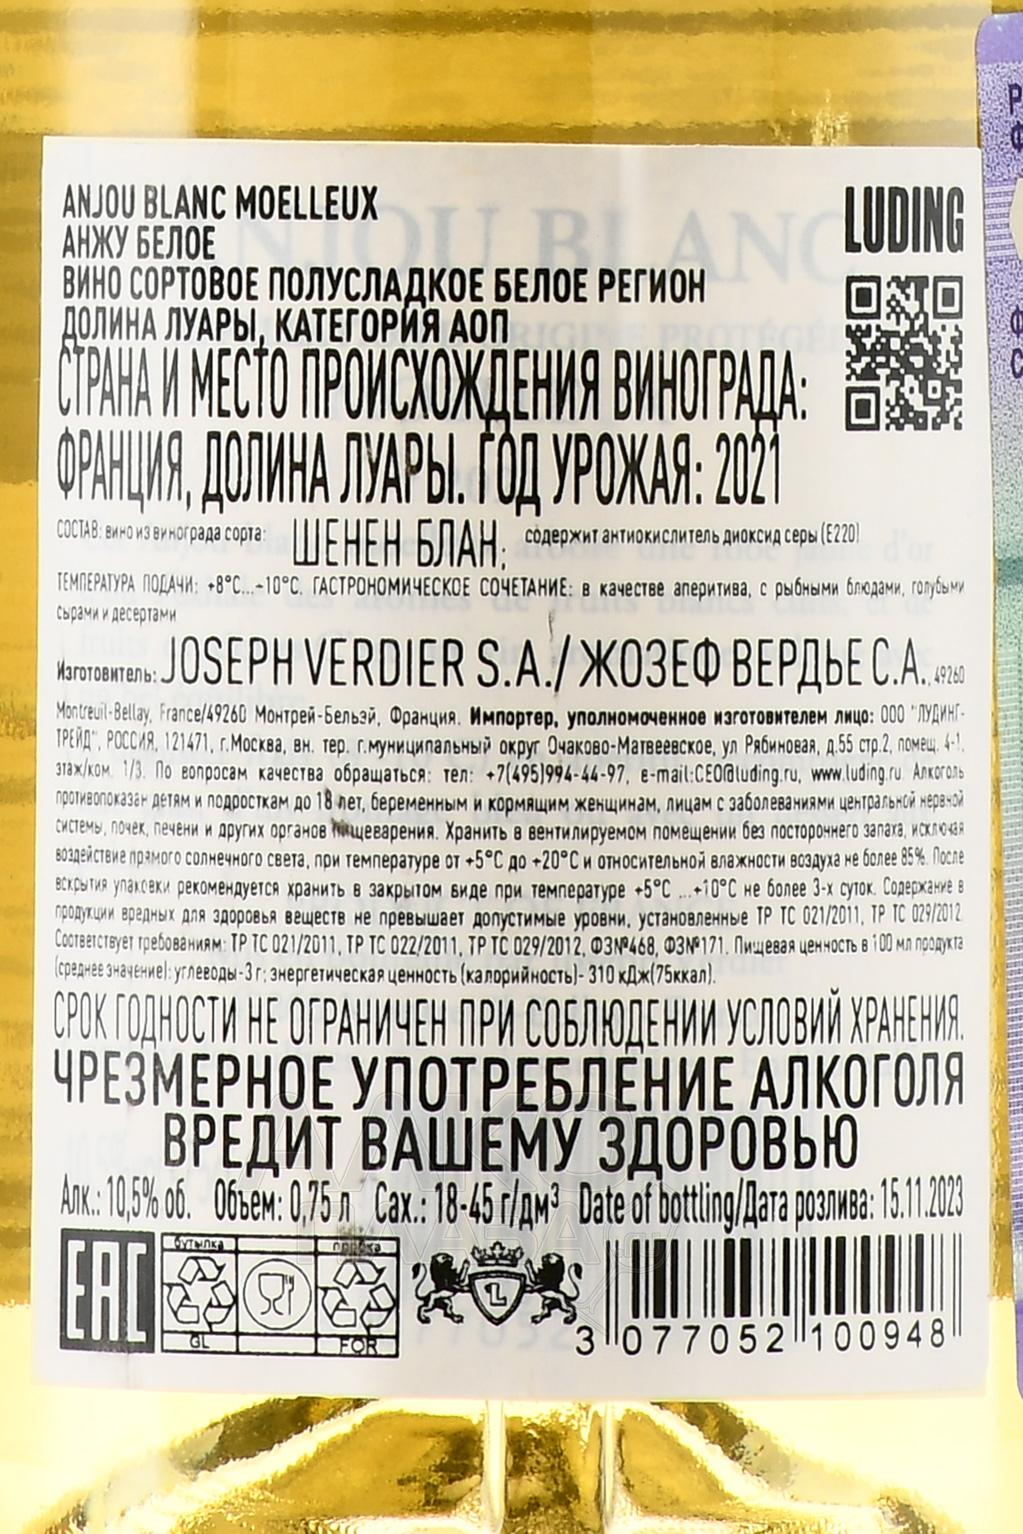 ANJOU BLANC MOELLEUX
LUDING
АНЖУ БЕЛОЕ
ВИНО СОРТОВОЕ ПОЛУСЛАДКОЕ БЕЛОЕ РЕГИОН
ДОЛИНА ЛУАРЫ, КАТЕГОРИЯ АОП
СТРАНА И МЕСТО ПРОИСХОЖДЕНИЯ ВИНОГРАДА:
ФРАНЦИЯ, ДОЛИНА ЛУАРЫ. ГОД УРОЖАЯ: 2021
СОСТАВ: вино из винограда сорта: ШЕНЕН БЛАН; содержит антиокислитель диоксид серы (Е220)
ТЕМПЕРАТУРА ПОДАЧИ: +8°С...+10°С. ГАСТРОНОМИЧЕСКОЕ СОЧЕТАНИЕ: в качестве аперитива, с рыбными блюдами, голубыми
сырами и десертами
Изготовитель: JOSEPH VERDIER S.A./ ЖОЗЕФ ВЕРДЬЕ С.А., 49260
Montreuil-Bellay, France/49260 Монтрей-Бельэй, Франция. Импортер, уполномоченное изготовителем лицо: ООО "ЛУДИНГ-
ТРЕЙД", РОССИЯ, 121471, г.Москва, вн. тер. г.муниципальный округ Очаково-Матвеевское, ул Рябиновая, д.55 стр.2, помещ. 4-1,
этаж/ком. 1/3. По вопросам качества обращаться: тел: +7(495)994-44-97, e-mail:CEO@luding.ru, www.luding.ru Алкоголь
противопоказан детям и подросткам до 18 лет, беременным и кормящим женщинам, лицам с заболеваниями центральной нервной
системы, почек, печени и других органов пищеварения. Хранить в вентилируемом помещении без постороннего запаха, исключая
воздействие прямого солнечного света, при температуре от +5°С до +20°С и относительной влажности воздуха не более 85%. После
вскрытия упаковки рекомендуется хранить в закрытом виде при температуре +5°С ...+10°С не более 3-х суток. Содержание в
продукции вредных для здоровья веществ не превышает допустимые уровни, установленные ТР ТС 021/2011, ТР ТС 029/2012
Соответствует требованиям: ТР ТС 021/2011, ТР ТС 022/2011, ТР ТС 029/2012, ФЗ№468, ФЗ№171. Пищевая ценность в 100 мл продукта
(среднее значение): углеводы-3 г; энергетическая ценность (калорийность)- 310 кДж(75ккал).
СРОК ГОДНОСТИ НЕ ОГРАНИЧЕН ПРИ СОБЛЮДЕНИИ УСЛОВИЙ ХРАНЕНИЯ.
ЧРЕЗМЕРНОЕ УПОТРЕБЛЕНИЕ АЛКОГОЛЯ
ВРЕДИТ ВАШЕМУ ЗДОРОВЬЮ
Алк.: 10,5% об. Объем: 0,75 л Сах.: 18-45 г/дм³ Date of bottling/Дата розлива: 15.11.2023
EAC
бутылка пробка
GL FOR
L
3 077052 100948